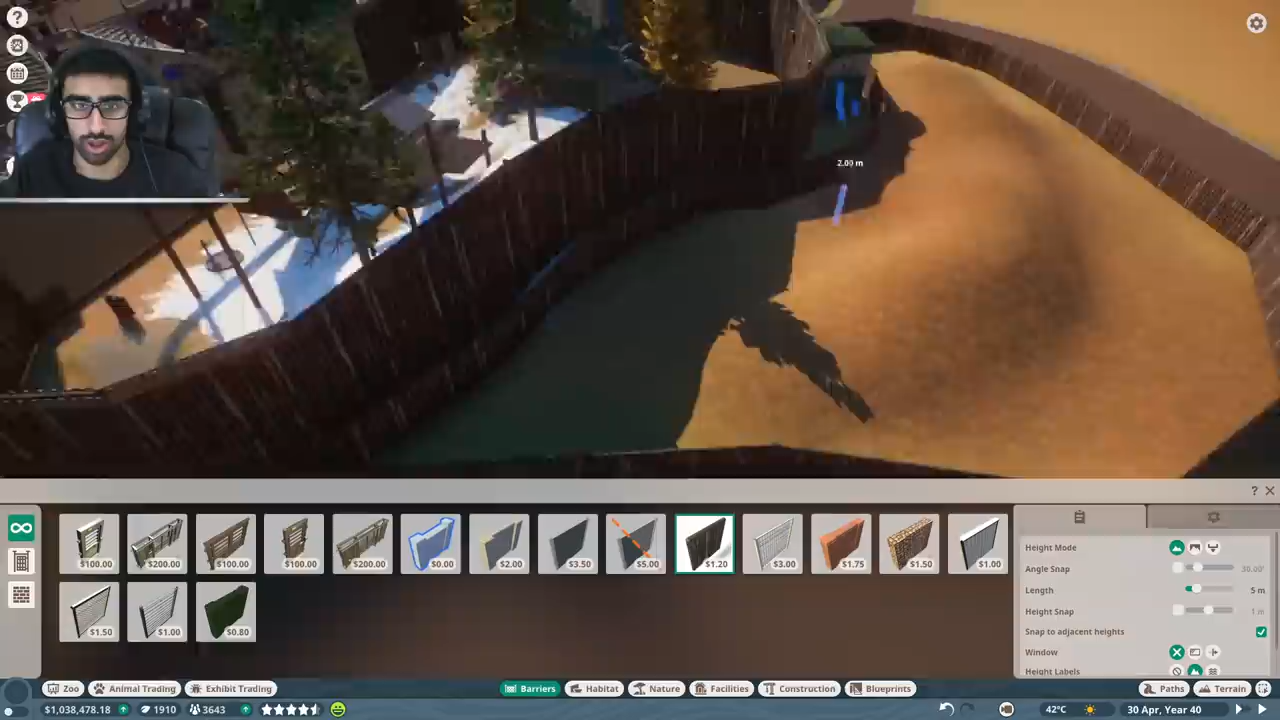 ?
2.00 m
? ×
$100.00 $200.00 $100.00 $100.00 $200.00 $0.00 $2.00 $3.50 $5.00 $1.20 $3.00 $1.75 $1.50 $1.00
$1.50 $1.00 $0.80
Height Mode
Angle Snap 30.00°
Length 5 m
Height Snap 1 m
Snap to adjacent heights
Window
Height Labels
Zoo Animal Trading Exhibit Trading Barriers Habitat Nature Facilities Construction Blueprints Paths Terrain
$1,038,478.18 1910 3643 42°C 30 Apr, Year 40